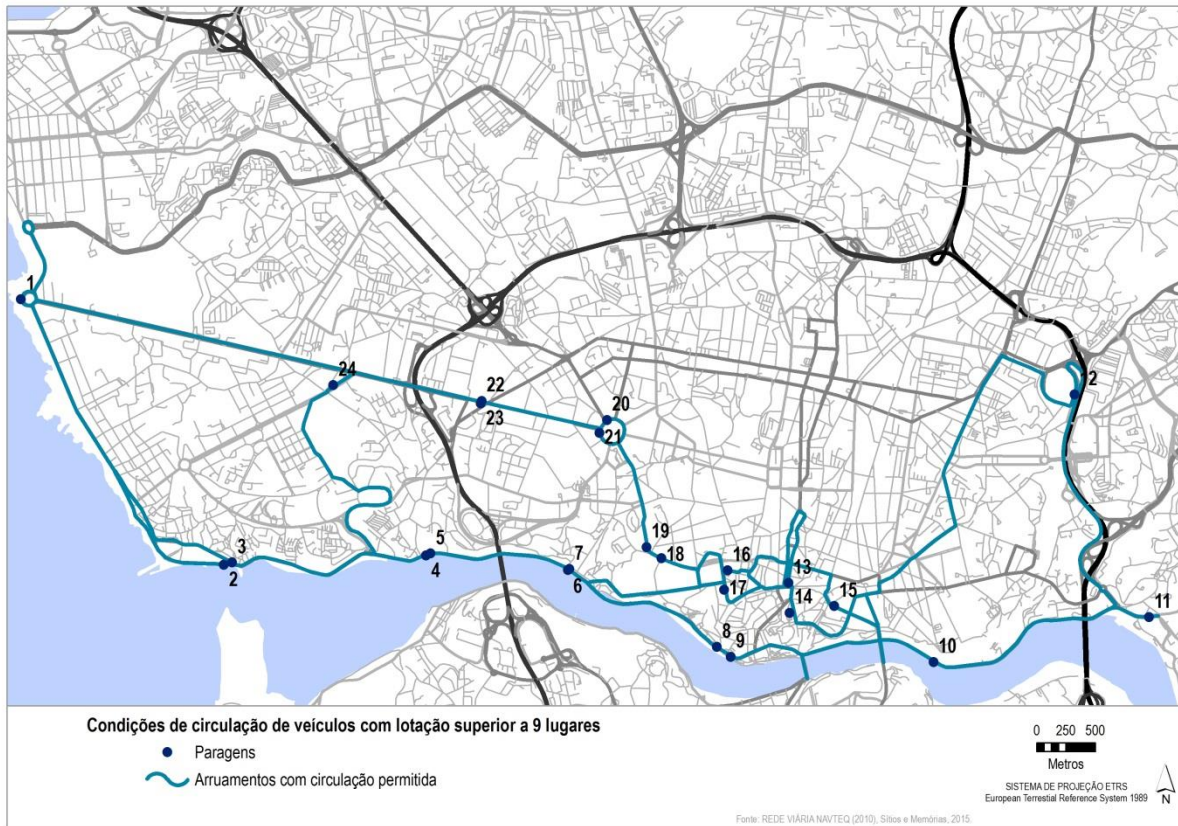 1
24
22
23
20
21
12
19
18
16
17
13
14
15
5
4
3
2
7
6
8
9
10
11
Condições de circulação de veículos com lotação superior a 9 lugares
Paragens
Arruamentos com circulação permitida
0 250 500
Metros
SISTEMA DE PROJEÇÃO ETRS
European Terrestial Reference System 1989
N
Fonte: REDE VIÁRIA NAVTEQ (2010), Sítios e Memórias, 2015.